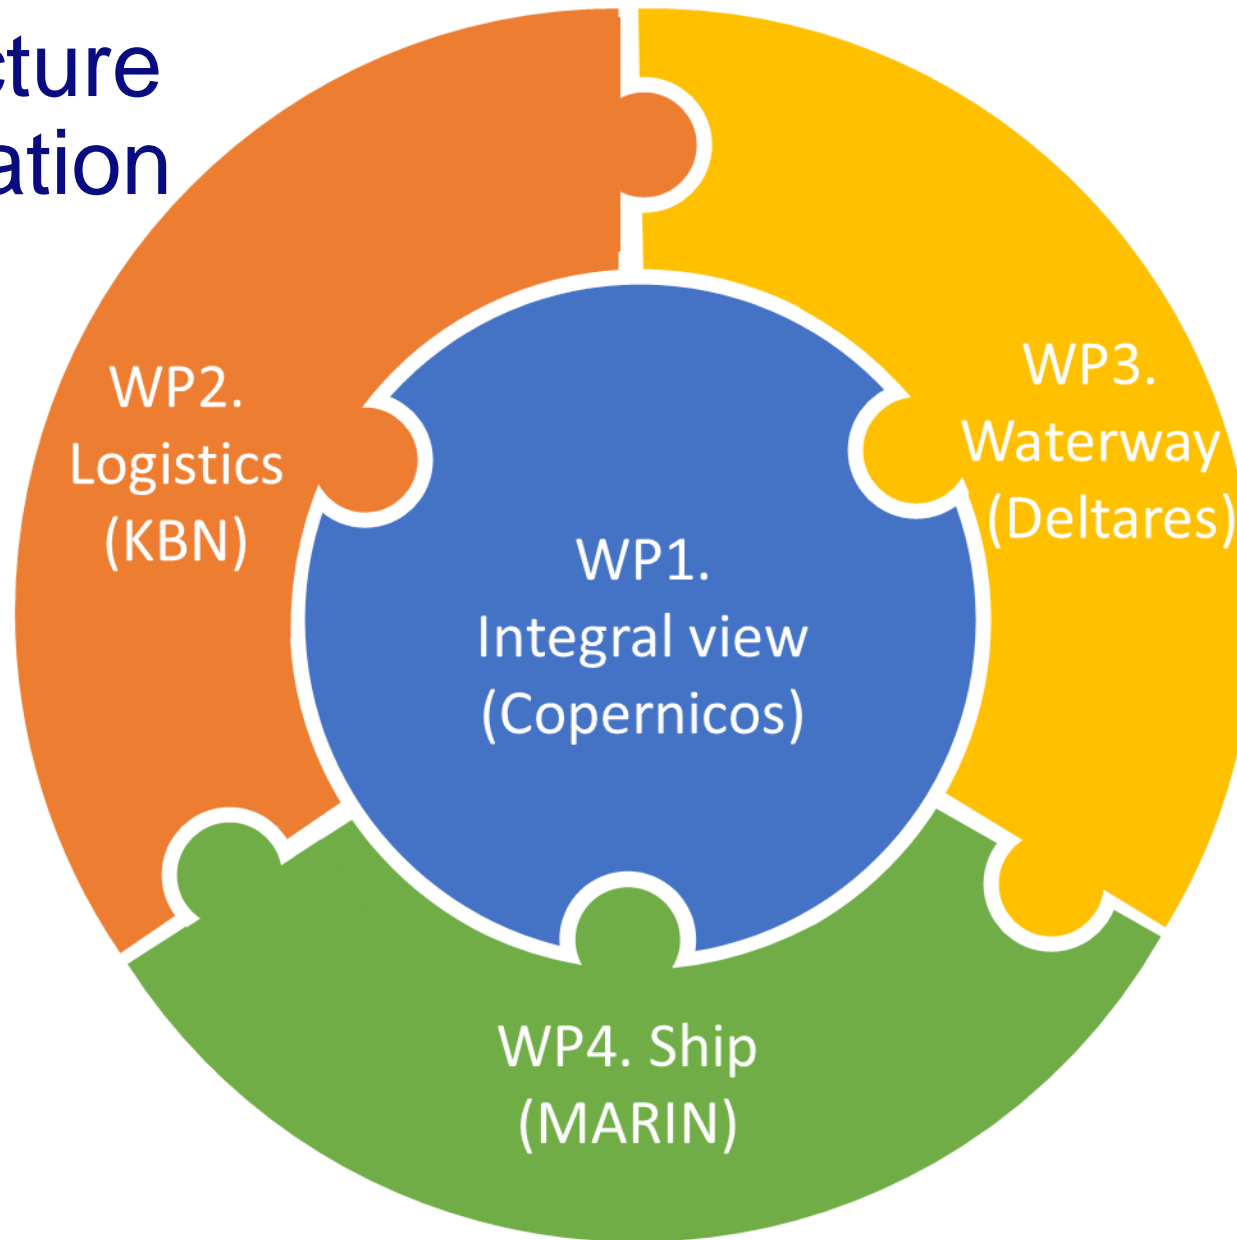 cture
ation
WP2.
Logistics
(KBN)
WP3.
Waterway
(Deltares)
WP1.
Integral view
(Copernicos)
WP4. Ship
(MARIN)